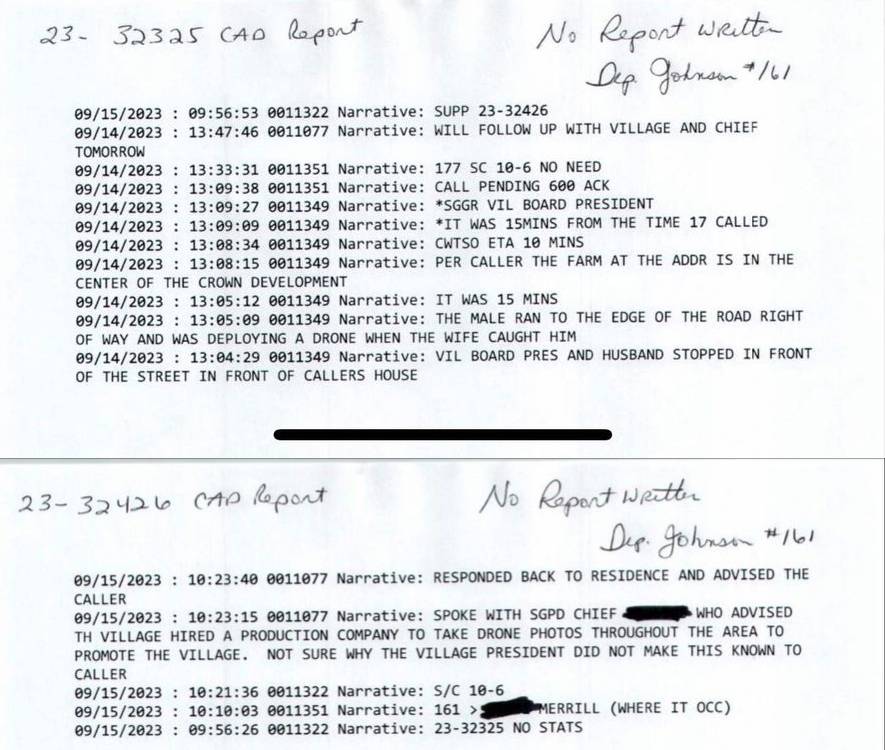 23-32325 CAD Report No Report Written
Dep. Johnson #161
09/15/2023 : 09:56:53 0011322 Narrative: SUPP 23-32426
09/14/2023 : 13:47:46 0011077 Narrative: WILL FOLLOW UP WITH VILLAGE AND CHIEF
TOMORROW
09/14/2023 : 13:33:31 0011351 Narrative: 177 SC 10-6 NO NEED
09/14/2023 : 13:09:38 0011351 Narrative: CALL PENDING 600 ACK
09/14/2023 : 13:09:27 0011349 Narrative: *SGGR VIL BOARD PRESIDENT
09/14/2023 : 13:09:09 0011349 Narrative: *IT WAS 15MINS FROM THE TIME 17 CALLED
09/14/2023 : 13:08:34 0011349 Narrative: CWTSO ETA 10 MINS
09/14/2023 : 13:08:15 0011349 Narrative: PER CALLER THE FARM AT THE ADDR IS IN THE
CENTER OF THE CROWN DEVELOPMENT
09/14/2023 : 13:05:12 0011349 Narrative: IT WAS 15 MINS
09/14/2023 : 13:05:09 0011349 Narrative: THE MALE RAN TO THE EDGE OF THE ROAD RIGHT
OF WAY AND WAS DEPLOYING A DRONE WHEN THE WIFE CAUGHT HIM
09/14/2023 : 13:04:29 0011349 Narrative: VIL BOARD PRES AND HUSBAND STOPPED IN FRONT
OF THE STREET IN FRONT OF CALLERS HOUSE
23-32426 CAD Report No Report Written
Dep. Johnson #161
09/15/2023 : 10:23:40 0011077 Narrative: RESPONDED BACK TO RESIDENCE AND ADVISED THE
CALLER
09/15/2023 : 10:23:15 0011077 Narrative: SPOKE WITH SGPD CHIEF WHO ADVISED
TH VILLAGE HIRED A PRODUCTION COMPANY TO TAKE DRONE PHOTOS THROUGHOUT THE AREA TO
PROMOTE THE VILLAGE. NOT SURE WHY THE VILLAGE PRESIDENT DID NOT MAKE THIS KNOWN TO
CALLER
09/15/2023 : 10:21:36 0011322 Narrative: S/C 10-6
09/15/2023 : 10:10:03 0011351 Narrative: 161 > MERRILL (WHERE IT OCC)
09/15/2023 : 09:56:26 0011322 Narrative: 23-32325 NO STATS